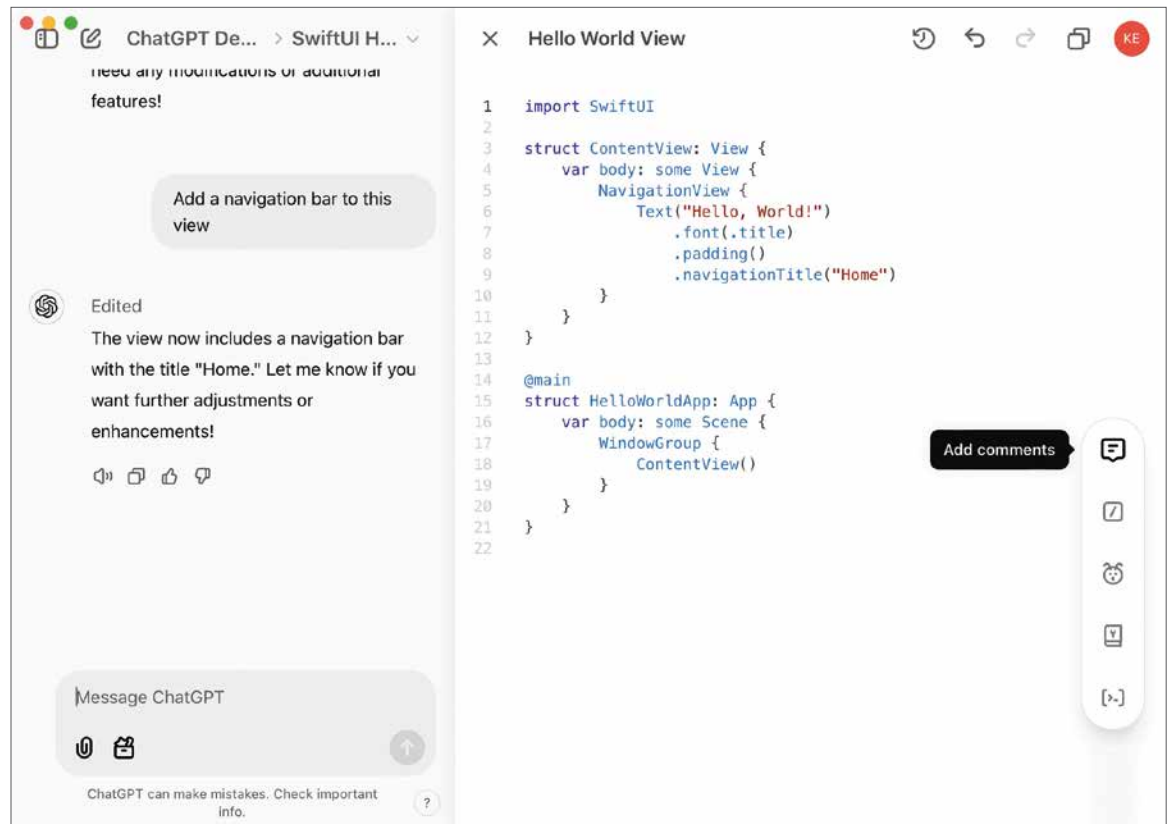 ChatGPT De... > SwiftUI H...
need any modifications or additional
features!
Add a navigation bar to this
view
Edited
The view now includes a navigation bar
with the title "Home." Let me know if you
want further adjustments or
enhancements!
Message ChatGPT
ChatGPT can make mistakes. Check important
info.
?
Hello World View
KE
1 import SwiftUI
2
3 struct ContentView: View {
4     var body: some View {
5         NavigationView {
6             Text("Hello, World!")
7                 .font(.title)
8                 .padding()
9                 .navigationTitle("Home")
10         }
11     }
12 }
13
14 @main
15 struct HelloWorldApp: App {
16     var body: some Scene {
17         WindowGroup {
18             ContentView()
19         }
20     }
21 }
22
Add comments